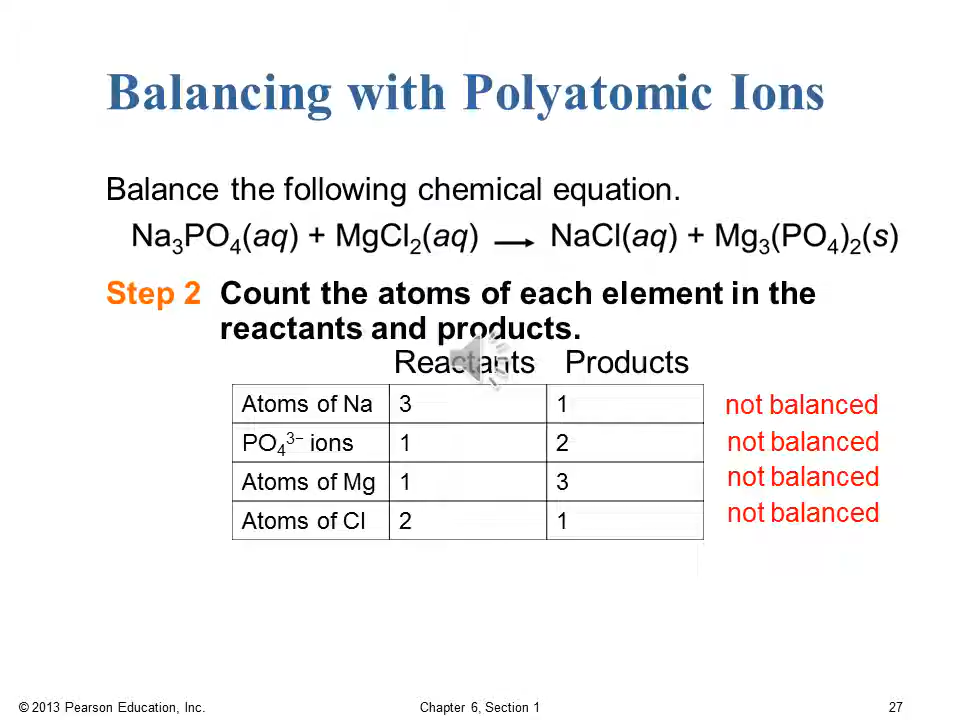 Balancing with Polyatomic Ions
Balance the following chemical equation.
Na₃PO₄(aq) + MgCl₂(aq) ⟶ NaCl(aq) + Mg₃(PO₄)₂(s)
Step 2 Count the atoms of each element in the
reactants and products.
Reactants Products
Atoms of Na 3 1 not balanced
PO₄³⁻ ions 1 2 not balanced
Atoms of Mg 1 3 not balanced
Atoms of Cl 2 1 not balanced
© 2013 Pearson Education, Inc. Chapter 6, Section 1 27